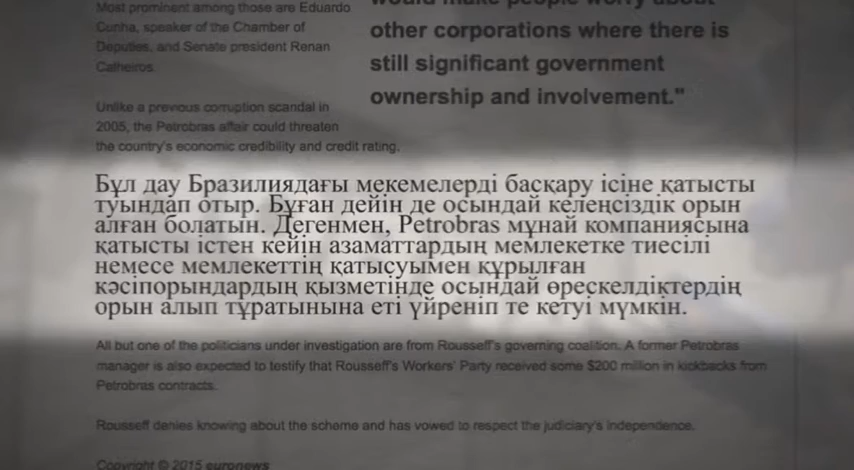 Most prominent among those are Eduardo
Cunha, speaker of the Chamber of
Deputies, and Senate president Renan
Calheiros.
Unlike a previous corruption scandal in
2005, the Petrobras affair could threaten
the country's economic credibility and credit rating.
would make people worry about
other corporations where there is
still significant government
ownership and involvement."
Бұл дау Бразилиядағы мекемелерді басқару ісіне қатысты
туындап отыр. Бұған дейін де осындай келеңсіздік орын
алған болатын. Дегенмен, Petrobras мұнай компаниясына
қатысты істен кейін азаматтардың мемлекетке тиесілі
немесе мемлекеттің қатысуымен құрылған
кәсіпорындардың қызметінде осындай өрескелдіктердің
орын алып тұратынына еті үйреніп те кетуі мүмкін.
All but one of the politicians under investigation are from Rousseff's governing coalition. A former Petrobras
manager is also expected to testify that Rousseff's Workers' Party received some $200 million in kickbacks from
Petrobras contracts.
Rousseff denies knowing about the scheme and has vowed to respect the judiciary's independence.
Copyright © 2015 euronews